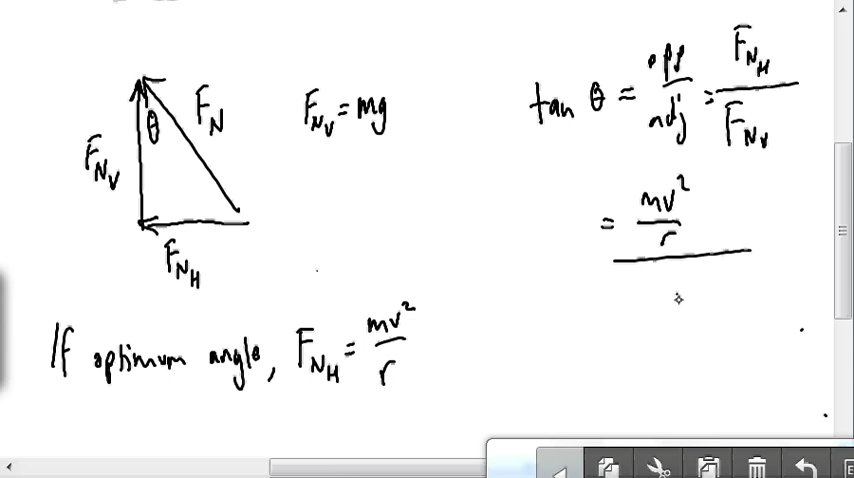 F_N
θ
F_NV
F_NH
F_NV = mg
tan θ = opp/adj = F_NH/F_NV
= mv²/r
If optimum angle, F_NH = mv²/r